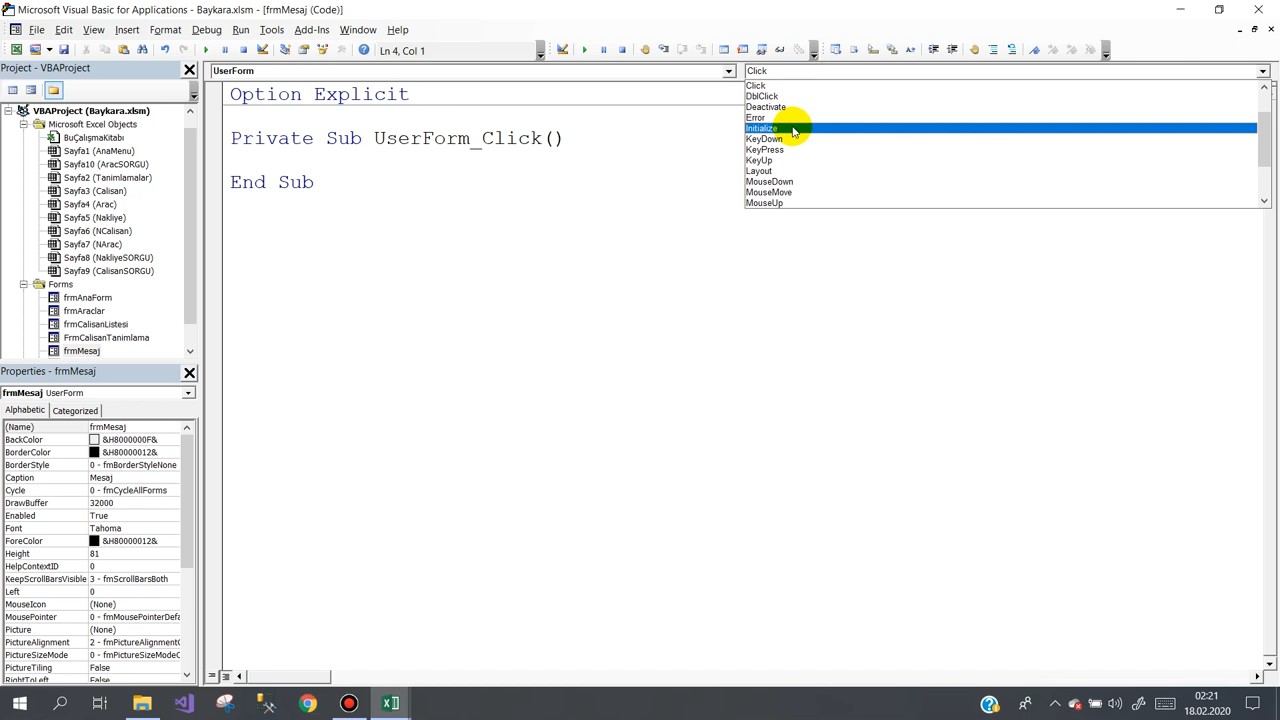 Microsoft Visual Basic for Applications - Baykara.xlsm - [frmMesaj (Code)]
File Edit View Insert Format Debug Run Tools Add-Ins Window Help
Ln 4, Col 1
Project - VBAProject
VBAProject (Baykara.xlsm)
Microsoft Excel Objects
BuCalışmaKitabı
Sayfa1 (AnaMenu)
Sayfa10 (AracSORGU)
Sayfa2 (Tanimlamalar)
Sayfa3 (Calisan)
Sayfa4 (Arac)
Sayfa5 (Nakliye)
Sayfa6 (NCalisan)
Sayfa7 (NArac)
Sayfa8 (NakliyeSORGU)
Sayfa9 (CalisanSORGU)
Forms
frmAnaForm
frmAraclar
frmCalisanListesi
FrmCalisanTanimlama
frmMesaj
Properties - frmMesaj
frmMesaj UserForm
Alphabetic Categorized
(Name) frmMesaj
BackColor &H8000000F&
BorderColor &H80000012&
BorderStyle 0 - fmBorderStyleNone
Caption Mesaj
Cycle 0 - fmCycleAllForms
DrawBuffer 32000
Enabled True
Font Tahoma
ForeColor &H80000012&
Height 81
HelpContextID 0
KeepScrollBarsVisible 3 - fmScrollBarsBoth
Left 0
MouseIcon (None)
MousePointer 0 - fmMousePointerDefa
Picture (None)
PictureAlignment 2 - fmPictureAlignment
PictureSizeMode 0 - fmPictureSizeModeC
PictureTiling False
RightToLeft False
UserForm
Click
Option Explicit
Private Sub UserForm_Click()
End Sub
Click
DblClick
Deactivate
Error
Initialize
KeyDown
KeyPress
KeyUp
Layout
MouseDown
MouseMove
MouseUp
02:21
18.02.2020